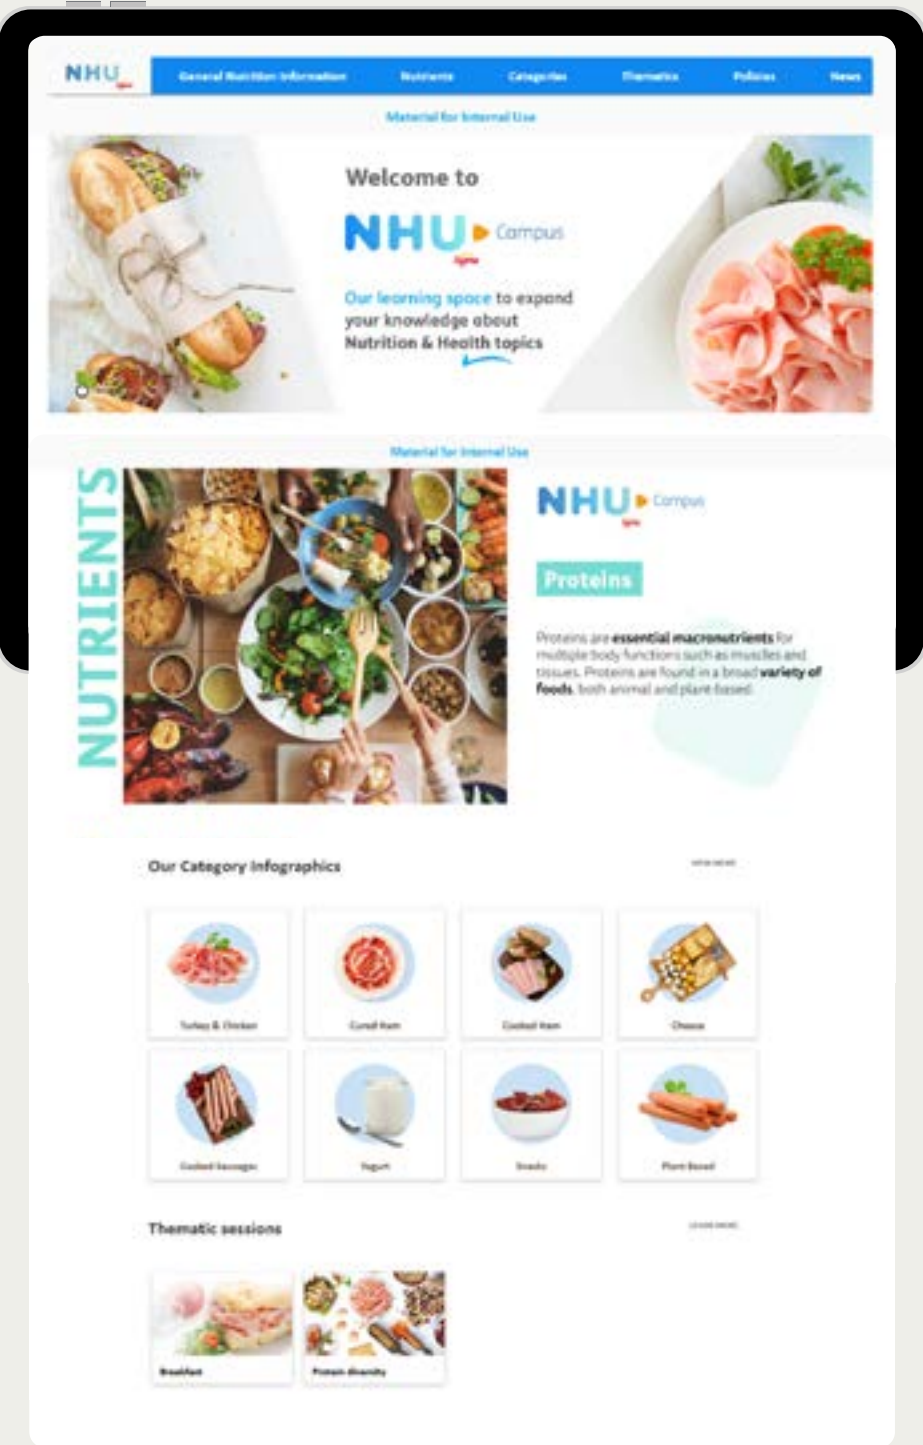 NHU
General Nutrition Information
Nutrients
Categories
Thematics
Policies
News
Material for Internal Use
Welcome to
NHU Campus
Our learning space to expand
your knowledge about
Nutrition & Health topics
Material for Internal Use
NUTRIENTS
NHU Campus
Proteins
Proteins are essential macronutrients for
multiple body functions such as muscles and
tissues. Proteins are found in a broad variety of
foods, both animal and plant-based.
Our Category Infographics
VIEW MORE
Turkey & Chicken
Cured Ham
Cooked Ham
Cheese
Cooked Sausages
Yogurt
Snacks
Plant Based
Thematic sessions
Breakfast
Protein diversity